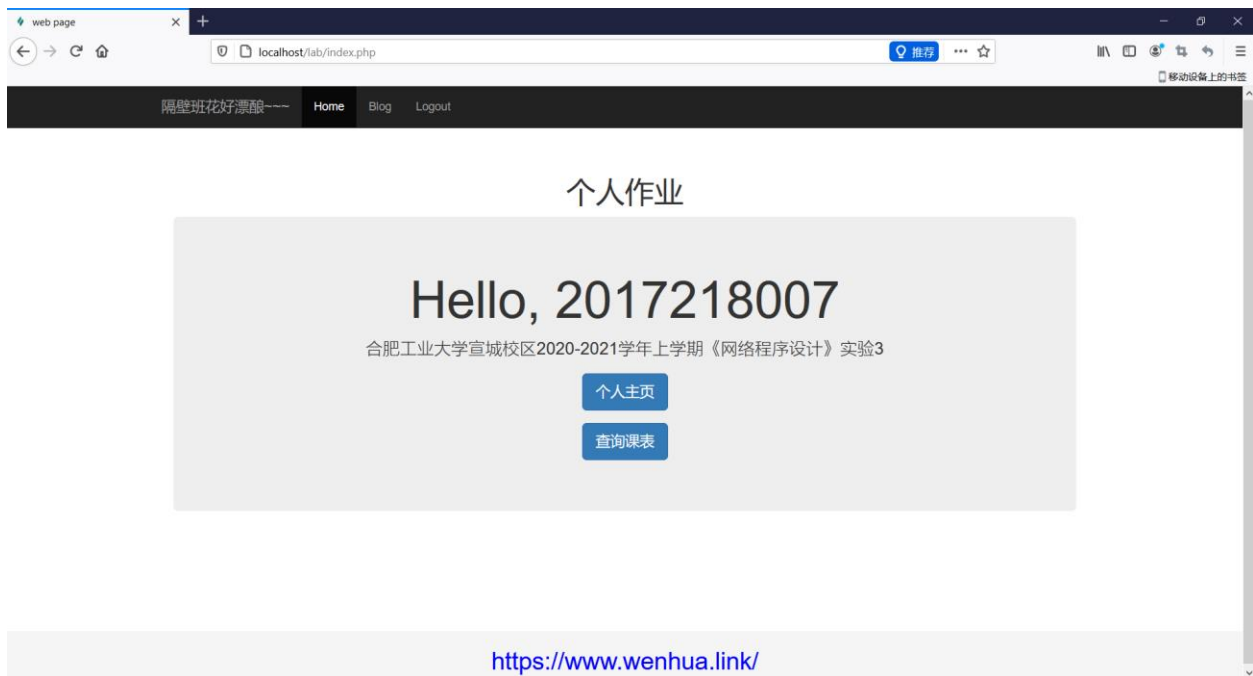 web page
localhost/lab/index.php
推荐
移动设备上的书签
隔壁班花好漂酿~~~ Home Blog Logout
个人作业
Hello, 2017218007
合肥工业大学宣城校区2020-2021学年上学期《网络程序设计》实验3
个人主页
查询课表
https://www.wenhua.link/